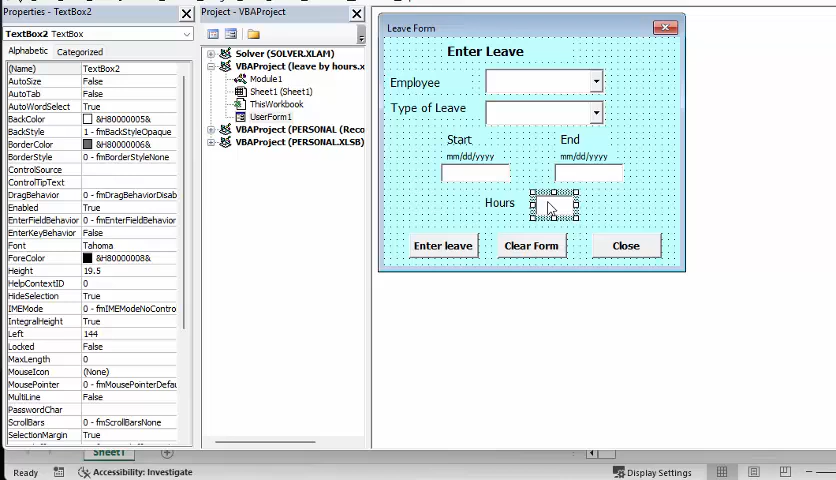 Properties - TextBox2
TextBox2 TextBox
Alphabetic Categorized
(Name) TextBox2
AutoSize False
AutoTab False
AutoWordSelect True
BackColor &H80000005&
BackStyle 1 - fmBackStyleOpaque
BorderColor &H80000006&
BorderStyle 0 - fmBorderStyleNone
ControlSource
ControlTipText
DragBehavior 0 - fmDragBehaviorDisab
Enabled True
EnterFieldBehavior 0 - fmEnterFieldBehavior
EnterKeyBehavior False
Font Tahoma
ForeColor &H80000008&
Height 19.5
HelpContextID 0
HideSelection True
IMEMode 0 - fmIMEModeNoContro
IntegralHeight True
Left 144
Locked False
MaxLength 0
MouseIcon (None)
MousePointer 0 - fmMousePointerDefau
MultiLine False
PasswordChar
ScrollBars 0 - fmScrollBarsNone
SelectionMargin True
Project - VBAProject
Solver (SOLVER.XLAM)
VBAProject (leave by hours.x
Module1
Sheet1 (Sheet1)
ThisWorkbook
UserForm1
VBAProject (PERSONAL (Reco
VBAProject (PERSONAL.XLSB)
Leave Form
Enter Leave
Employee
Type of Leave
Start End
mm/dd/yyyy mm/dd/yyyy
Hours
Enter leave Clear Form Close
Sheet1
Ready Accessibility: Investigate Display Settings